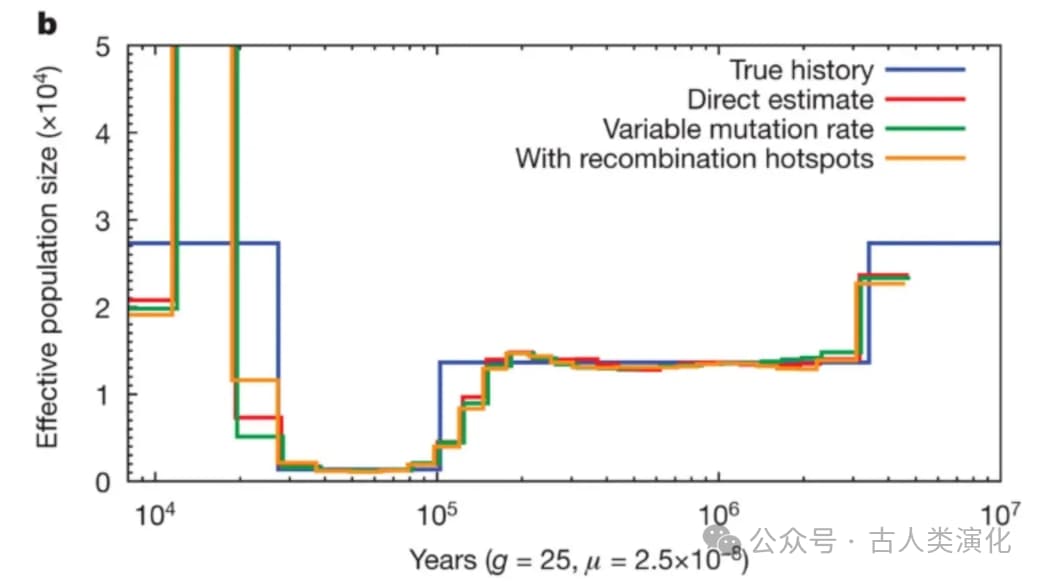 b
Effective population size (×10⁴)
5
4
3
2
1
0
True history
Direct estimate
Variable mutation rate
With recombination hotspots
10⁴ 10⁵ 10⁶ 10⁷
Years (g = 25, μ = 2.5×10⁻⁸)
公众号 · 古人类演化